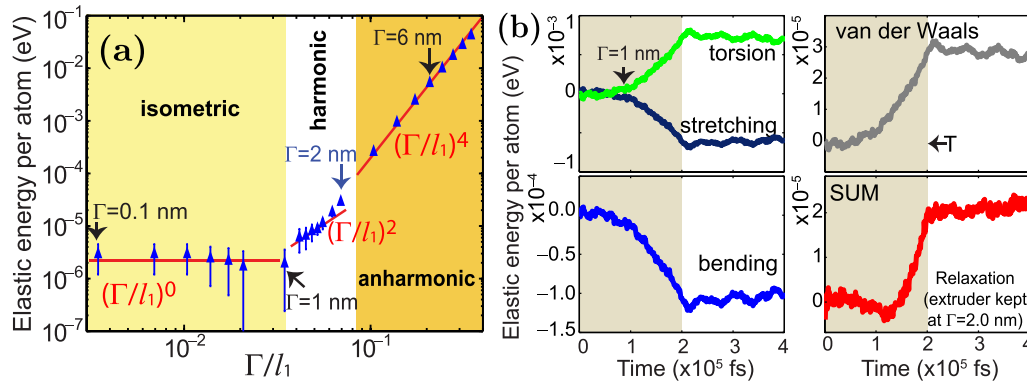 (a)
Elastic energy per atom (eV)
10⁻¹
10⁻²
10⁻³
10⁻⁴
10⁻⁵
10⁻⁶
10⁻⁷
isometric
harmonic
anharmonic
Γ=6 nm
Γ=2 nm
Γ=0.1 nm
Γ=1 nm
(Γ/l₁)⁴
(Γ/l₁)²
(Γ/l₁)⁰
10⁻²
10⁻¹
Γ/l₁
(b)
Elastic energy per atom (eV)
x10⁻³
1
0
−1
Γ=1 nm
torsion
stretching
x10⁻⁵
3
2
1
0
van der Waals
T
x10⁻⁴
0.0
−0.5
−1.0
−1.5
bending
0 1 2 3 4
Time (x10⁵ fs)
x10⁻⁵
2
1
0
SUM
Relaxation
(extruder kept
at Γ=2.0 nm)
0 1 2 3 4
Time (x10⁵ fs)